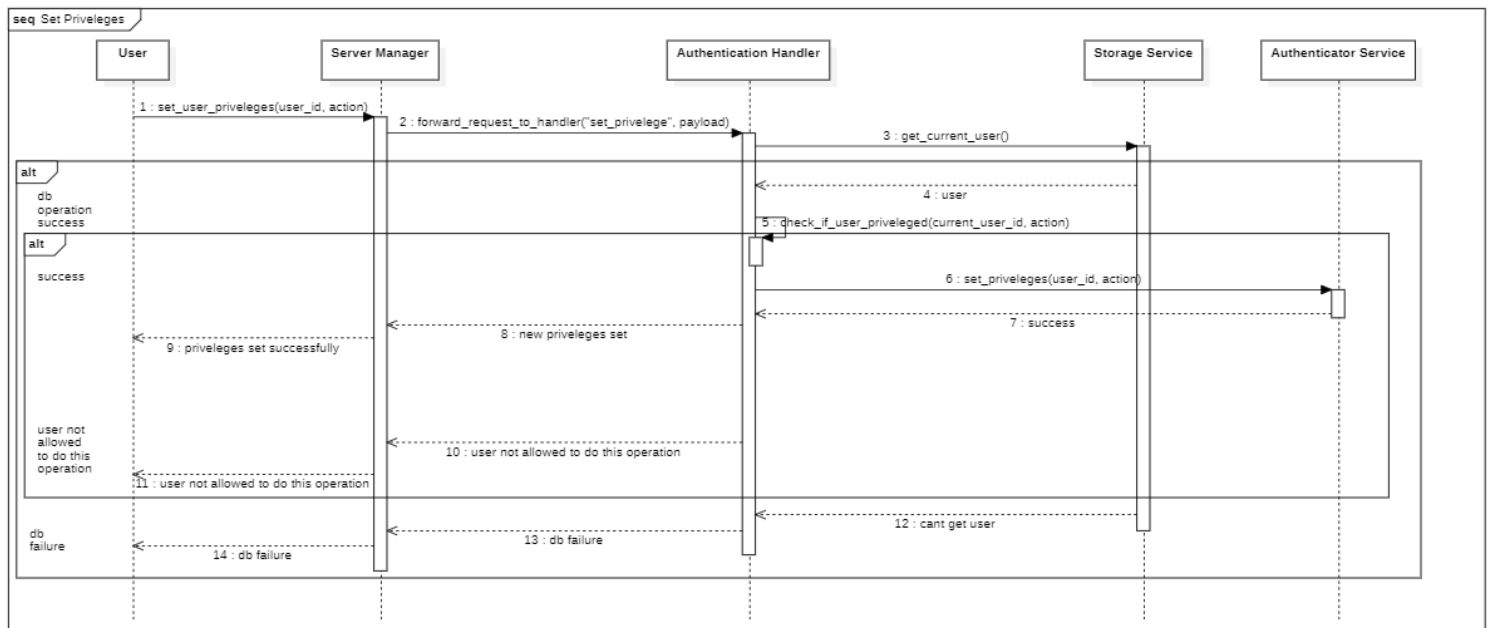 seq Set Priveleges
User
Server Manager
Authentication Handler
Storage Service
Authenticator Service
1 : set_user_priveleges(user_id, action)
2 : forward_request_to_handler("set_privelege", payload)
3 : get_current_user()
alt
db
operation
success
4 : user
5 : check_if_user_priveleged(current_user_id, action)
alt
success
6 : set_priveleges(user_id, action)
7 : success
8 : new priveleges set
9 : priveleges set successfully
user not
allowed
to do this
operation
10 : user not allowed to do this operation
11 : user not allowed to do this operation
12 : cant get user
db
failure
13 : db failure
14 : db failure